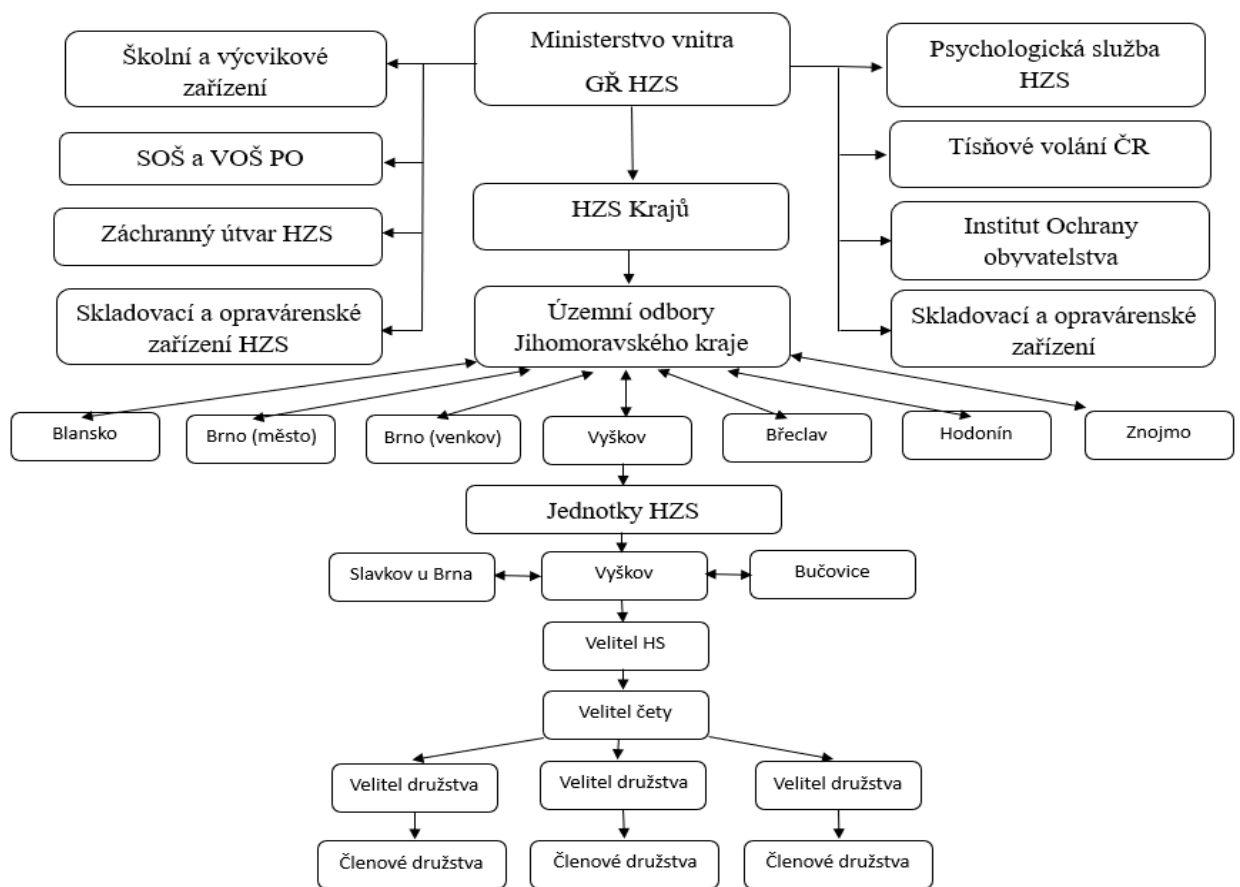 Školní a výcvikové
zařízení
Ministerstvo vnitra
GŘ HZS
Psychologická služba
HZS
SOŠ a VOŠ PO
Tísňové volání ČR
HZS Krajů
Záchranný útvar HZS
Institut Ochrany
obyvatelstva
Skladovací a opravárenské
zařízení HZS
Územní odbory
Jihomoravského kraje
Skladovací a opravárenské
zařízení
Blansko
Brno (město)
Brno (venkov)
Vyškov
Břeclav
Hodonín
Znojmo
Jednotky HZS
Slavkov u Brna
Vyškov
Bučovice
Velitel HS
Velitel čety
Velitel družstva
Velitel družstva
Velitel družstva
Členové družstva
Členové družstva
Členové družstva